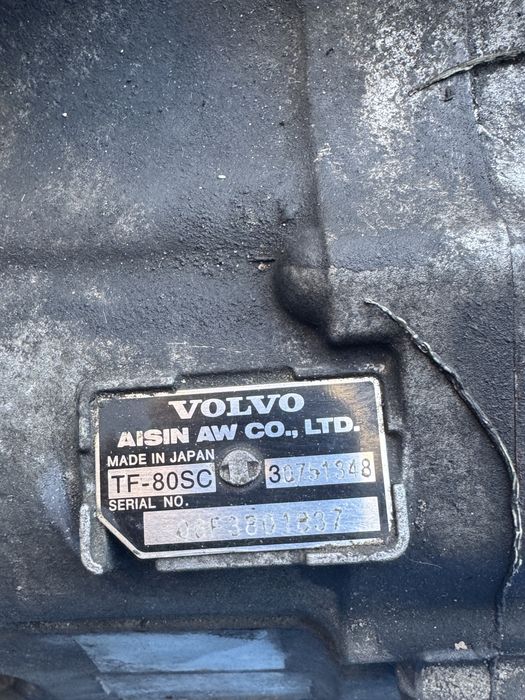 VOLVO
AISIN AW CO., LTD.
MADE IN JAPAN
TF-80SC 30751348
SERIAL NO.